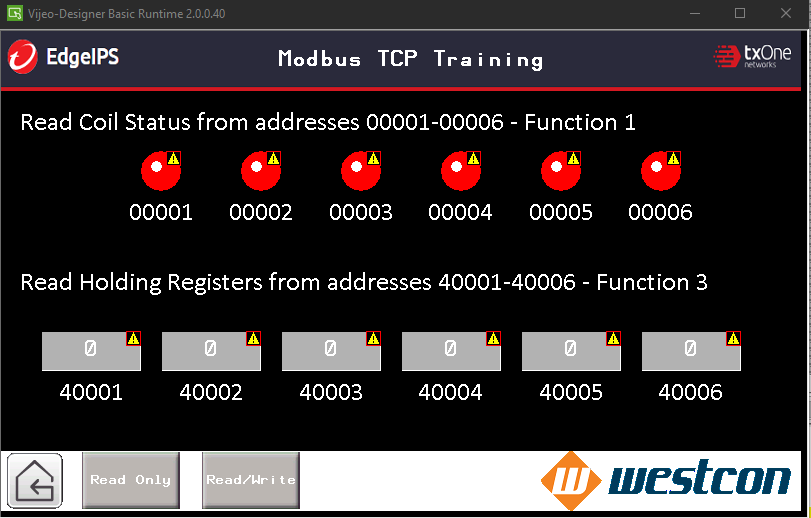 Vijeo-Designer Basic Runtime 2.0.0.40
EdgeIPS Modbus TCP Training txOne networks
Read Coil Status from addresses 00001-00006 - Function 1
00001 00002 00003 00004 00005 00006
Read Holding Registers from addresses 40001-40006 - Function 3
0 0 0 0 0 0
40001 40002 40003 40004 40005 40006
Read Only Read/Write westcon